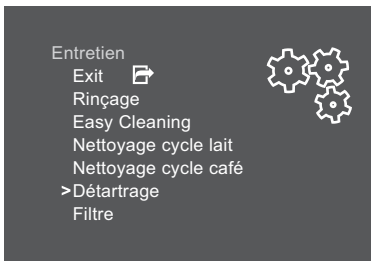 Entretien
Exit
Rinçage
Easy Cleaning
Nettoyage cycle lait
Nettoyage cycle café
>Détartrage
Filtre